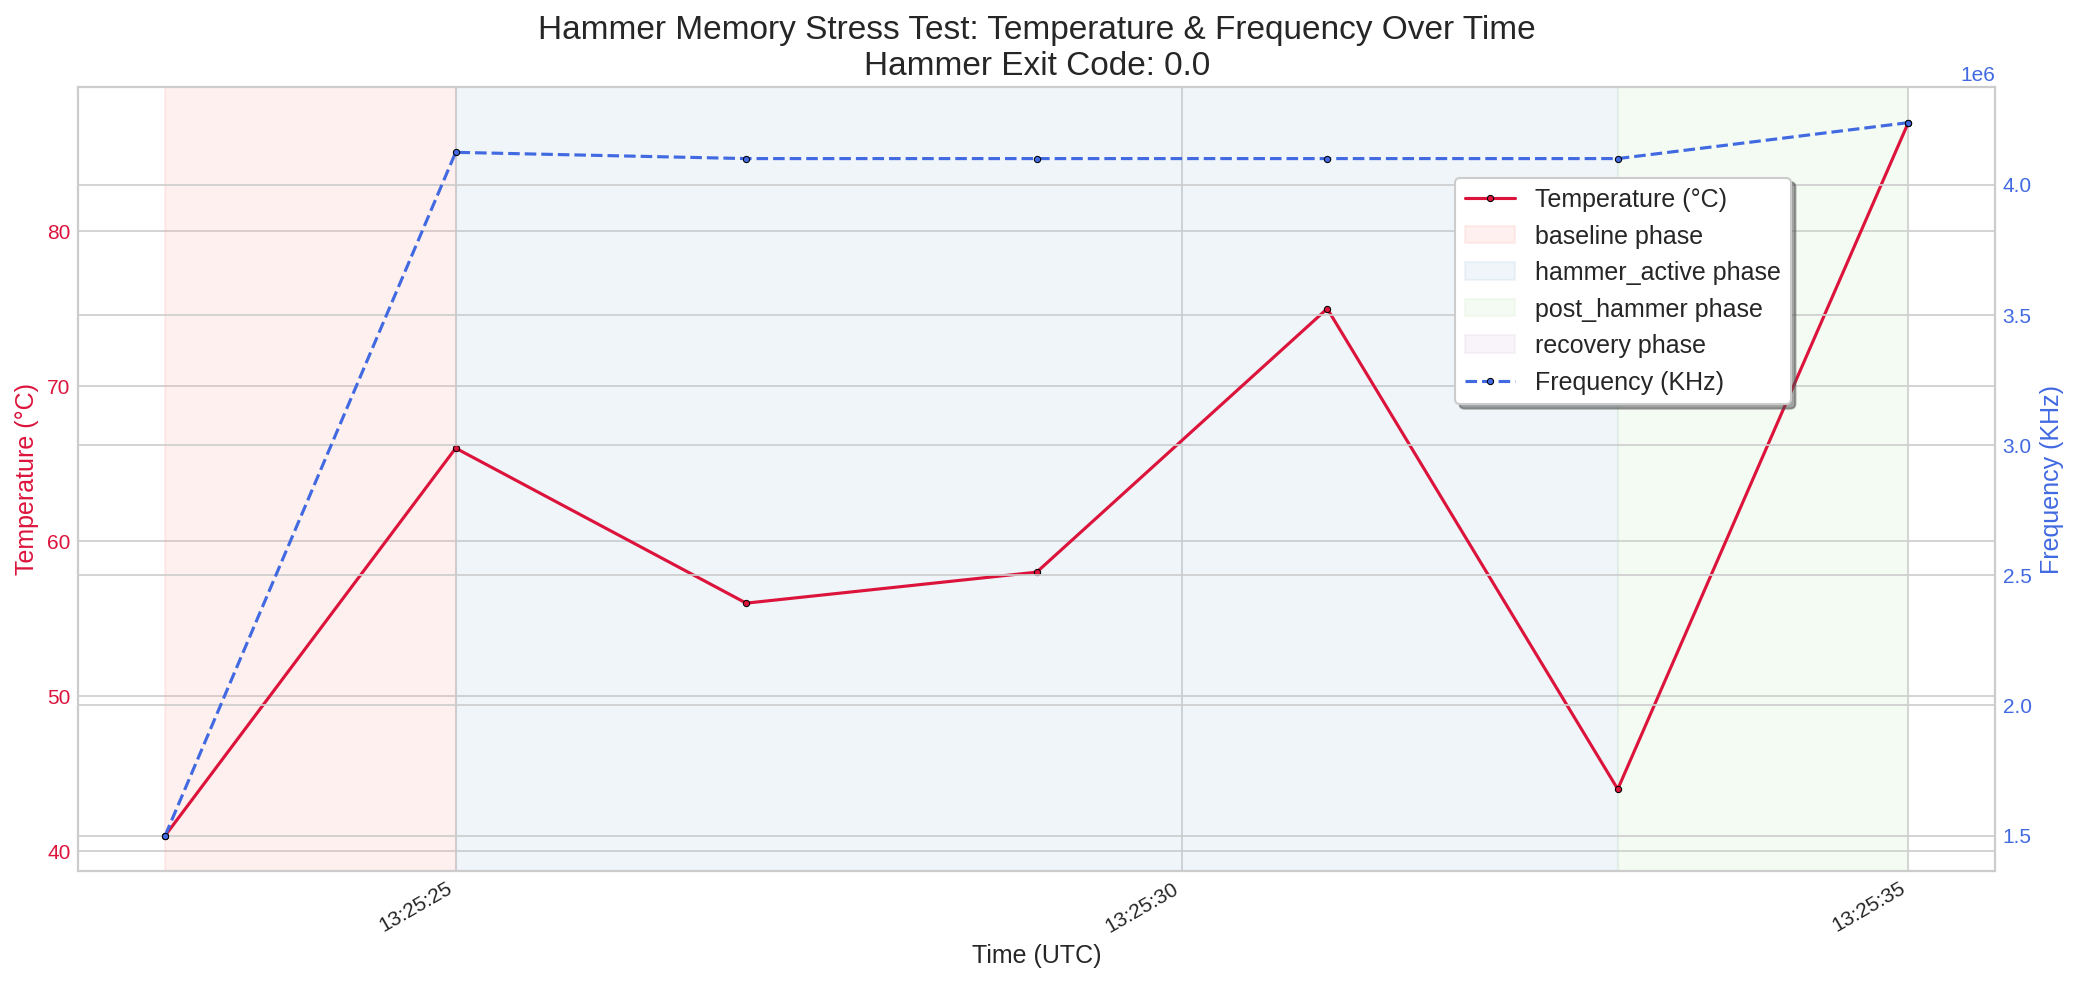 Hammer Memory Stress Test: Temperature & Frequency Over Time
Hammer Exit Code: 0.0
1e6
Temperature (°C)
80
70
60
50
40
Temperature (°C)
baseline phase
hammer_active phase
post_hammer phase
recovery phase
Frequency (KHz)
4.0
3.5
3.0
2.5
2.0
1.5
Frequency (KHz)
13:25:25
13:25:30
13:25:35
Time (UTC)